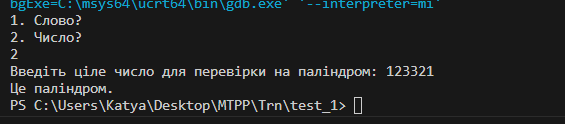 bgExe=C:\msys64\ucrt64\bin\gdb.exe' '--interpreter=mi'
1. Слово?
2. Число?
2
Введіть ціле число для перевірки на паліндром: 123321
Це паліндром.
PS C:\Users\Katya\Desktop\MTPP\Trn\test_1>